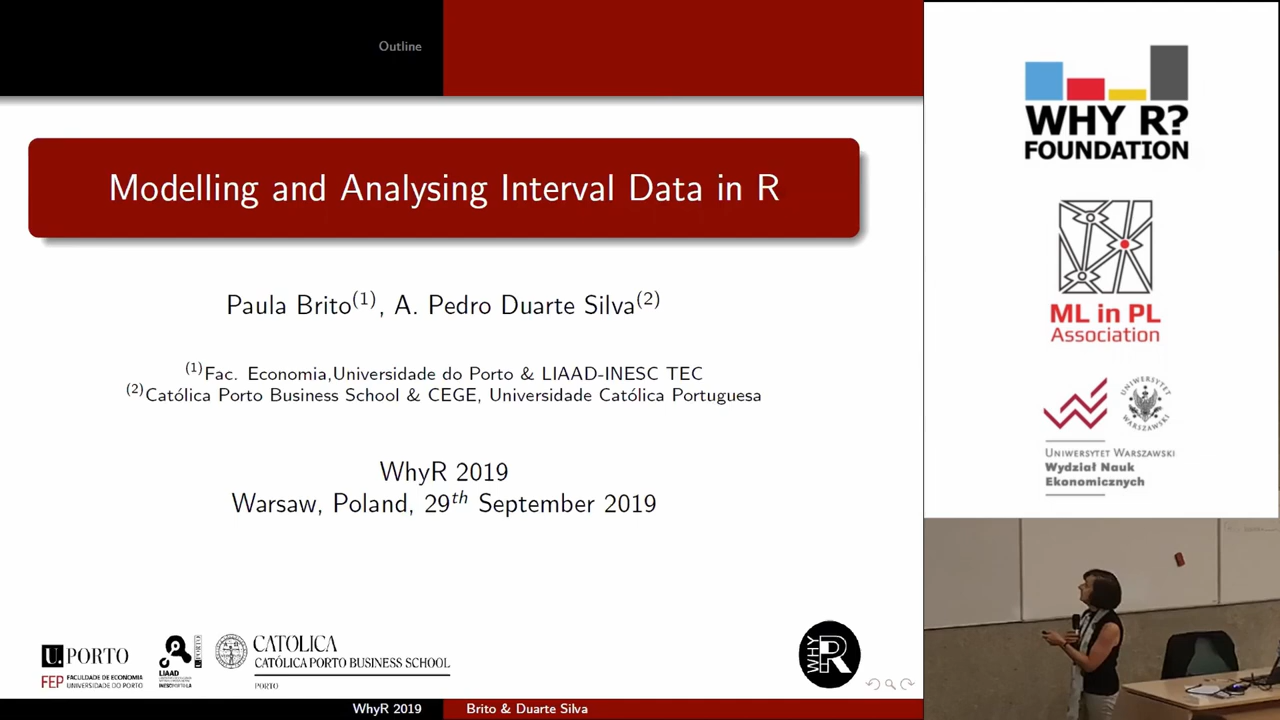 Outline
Modelling and Analysing Interval Data in R
Paula Brito(1), A. Pedro Duarte Silva(2)
(1)Fac. Economia,Universidade do Porto & LIAAD-INESC TEC
(2)Católica Porto Business School & CEGE, Universidade Católica Portuguesa
WhyR 2019
Warsaw, Poland, 29th September 2019
U. PORTO
FEP FACULDADE DE ECONOMIA
UNIVERSIDADE DO PORTO
LIAAD
CATOLICA
CATÓLICA PORTO BUSINESS SCHOOL
PORTO
WHY R
WhyR 2019
Brito & Duarte Silva
WHY R?
FOUNDATION
ML in PL
Association
UNIWERSYTET WARSZAWSKI
UNIWERSYTET WARSZAWSKI
Wydział Nauk
Ekonomicznych